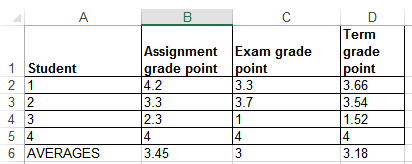 A B C D
1 Student Assignment grade point Exam grade point Term grade point
2 1 4.2 3.3 3.66
3 2 3.3 3.7 3.54
4 3 2.3 1 1.52
5 4 4 4 4
6 AVERAGES 3.45 3 3.18